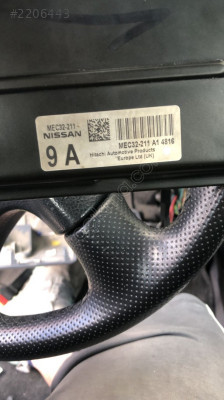 #2206443
MEC32-211 -
NISSAN
9 A
MEC32-211 A1 4816
Hitachi Automotive Products
Europe Ltd (UK)